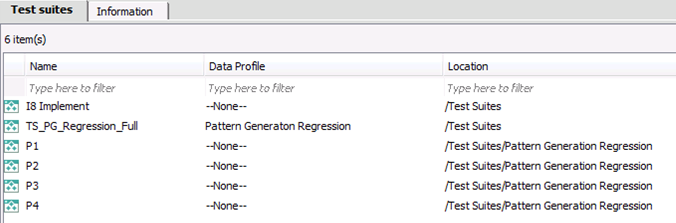 Test suites Information
6 item(s)
Name Data Profile Location
Type here to filter Type here to filter Type here to filter
I8 Implement --None-- /Test Suites
TS_PG_Regression_Full Pattern Generaton Regression /Test Suites
P1 --None-- /Test Suites/Pattern Generation Regression
P2 --None-- /Test Suites/Pattern Generation Regression
P3 --None-- /Test Suites/Pattern Generation Regression
P4 --None-- /Test Suites/Pattern Generation Regression